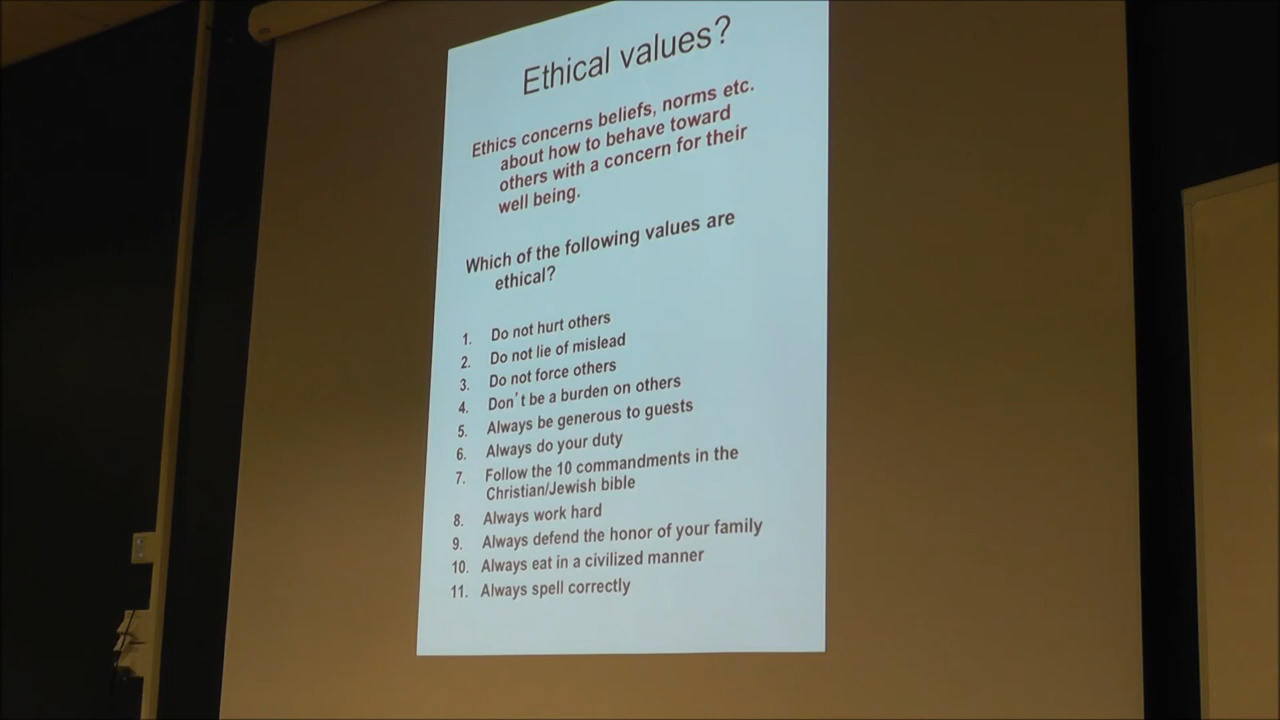 Ethical values?
Ethics concerns beliefs, norms etc.
about how to behave toward
others with a concern for their
well being.
Which of the following values are
ethical?
1. Do not hurt others
2. Do not lie of mislead
3. Do not force others
4. Don't be a burden on others
5. Always be generous to guests
6. Always do your duty
7. Follow the 10 commandments in the
Christian/Jewish bible
8. Always work hard
9. Always defend the honor of your family
10. Always eat in a civilized manner
11. Always spell correctly